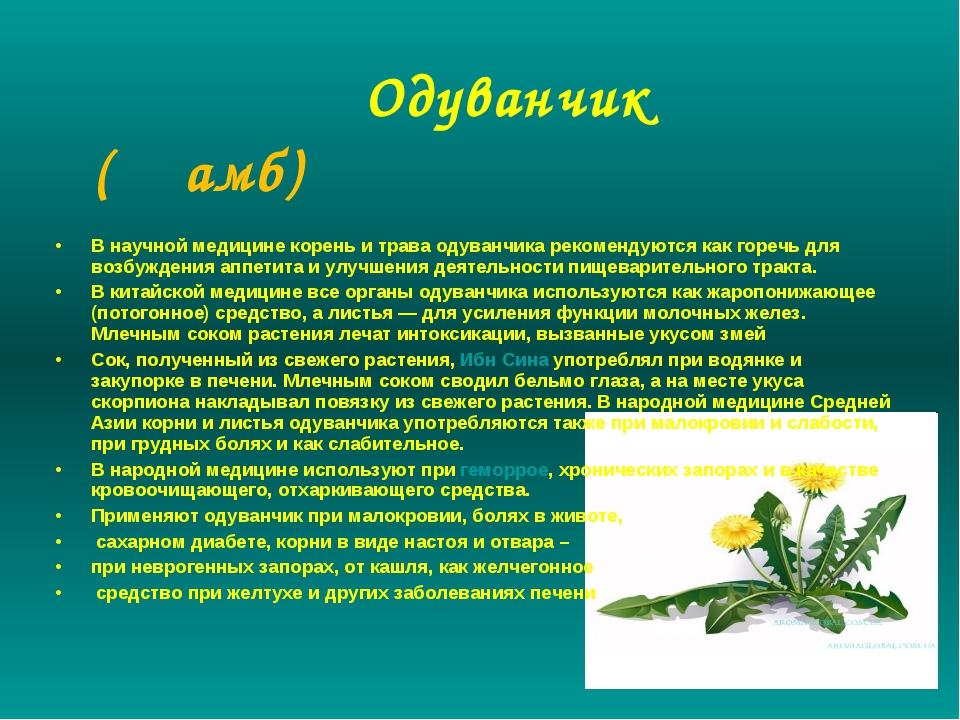 Одуванчик
( амб)
• В научной медицине корень и трава одуванчика рекомендуются как горечь для
возбуждения аппетита и улучшения деятельности пищеварительного тракта.
• В китайской медицине все органы одуванчика используются как жаропонижающее
(потогонное) средство, а листья — для усиления функции молочных желез.
Млечным соком растения лечат интоксикации, вызванные укусом змей
• Сок, полученный из свежего растения, Ибн Сина употреблял при водянке и
закупорке в печени. Млечным соком сводил бельмо глаза, а на месте укуса
скорпиона накладывал повязку из свежего растения. В народной медицине Средней
Азии корни и листья одуванчика употребляются также при малокровии и слабости,
при грудных болях и как слабительное.
• В народной медицине используют при геморрое, хронических запорах и в качестве
кровоочищающего, отхаркивающего средства.
• Применяют одуванчик при малокровии, болях в животе,
• сахарном диабете, корни в виде настоя и отвара –
• при неврогенных запорах, от кашля, как желчегонное
• средство при желтухе и других заболеваниях печени
AROMAGLOBAL.COM.UA
AROMAGLOBAL.COM.UA